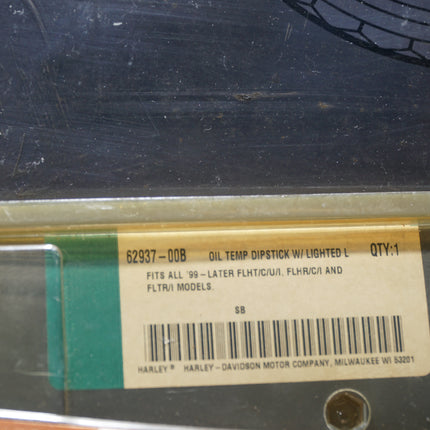 62937-00B OIL TEMP DIPSTICK W/ LIGHTED L QTY:1
FITS ALL '99-LATER FLHT/C/U/I, FLHR/C/I AND
FLTR/I MODELS.
SB
HARLEY® HARLEY-DAVIDSON MOTOR COMPANY, MILWAUKEE WI 53201